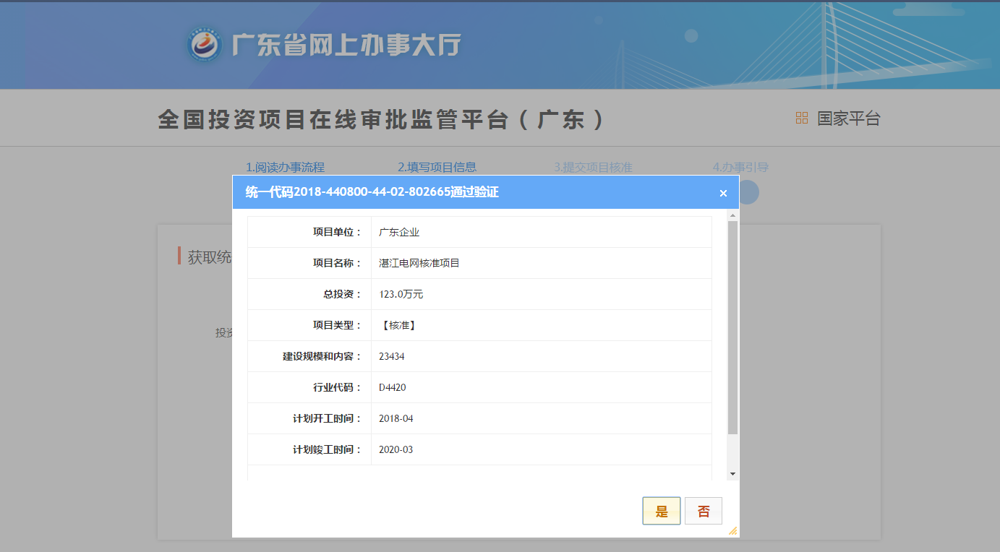 广东省网上办事大厅
全国投资项目在线审批监管平台（广东）
国家平台
1.阅读办事流程 2.填写项目信息 3.提交项目核准 4.办事引导
统一代码2018-440800-44-02-802665通过验证 ×
获取统
投资
项目单位： 广东企业
项目名称： 湛江电网核准项目
总投资： 123.0万元
项目类型： 【核准】
建设规模和内容： 23434
行业代码： D4420
计划开工时间： 2018-04
计划竣工时间： 2020-03
是 否